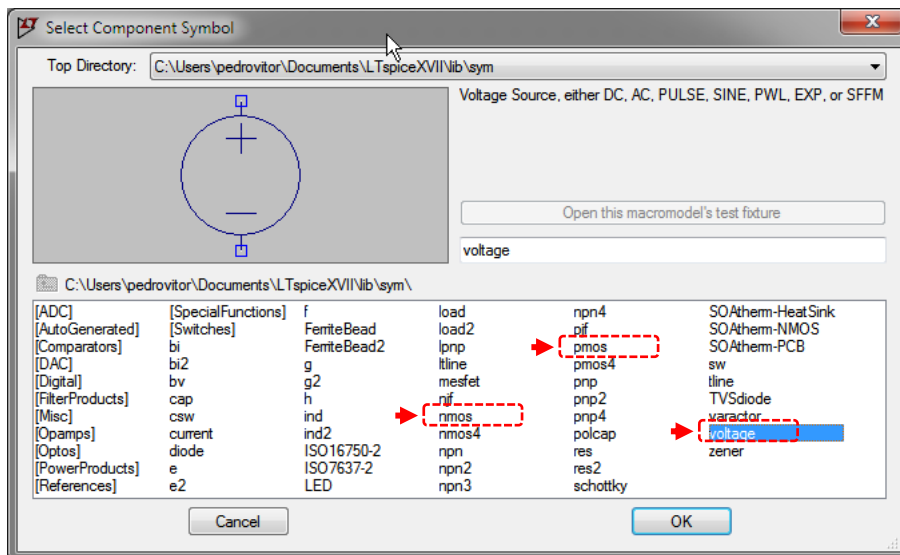 Select Component Symbol
Top Directory: C:\Users\pedrovitor\Documents\LTspiceXVII\lib\sym
Voltage Source, either DC, AC, PULSE, SINE, PWL, EXP, or SFFM
Open this macromodel's test fixture
voltage
C:\Users\pedrovitor\Documents\LTspiceXVII\lib\sym\
[ADC] [SpecialFunctions] f load npn4 SOAtherm-HeatSink
[AutoGenerated] [Switches] FerriteBead load2 pjf SOAtherm-NMOS
[Comparators] bi FerriteBead2 lpnp pmos SOAtherm-PCB
[DAC] bi2 g ltline pmos4 sw
[Digital] bv g2 mesfet pnp tline
[FilterProducts] cap h njf pnp2 TVSdiode
[Misc] csw ind nmos pnp4 varactor
[Opamps] current ind2 nmos4 polcap voltage
[Optos] diode ISO16750-2 npn res zener
[PowerProducts] e ISO7637-2 npn2 res2
[References] e2 LED npn3 schottky
Cancel OK